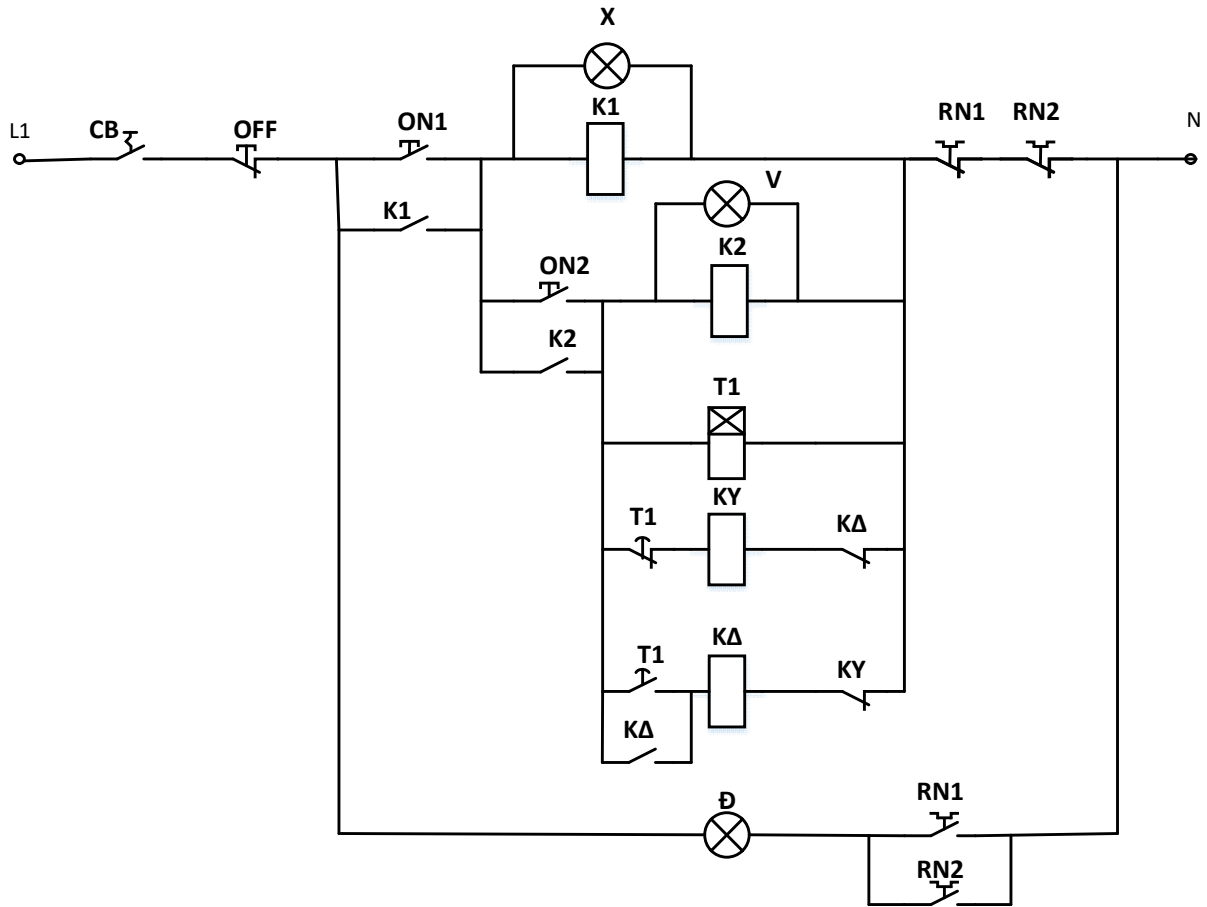 X
K1
L1
CB
OFF
ON1
RN1
RN2
N
K1
V
K2
ON2
K2
T1
KY
T1
KΔ
KΔ
T1
KY
KΔ
Đ
RN1
RN2